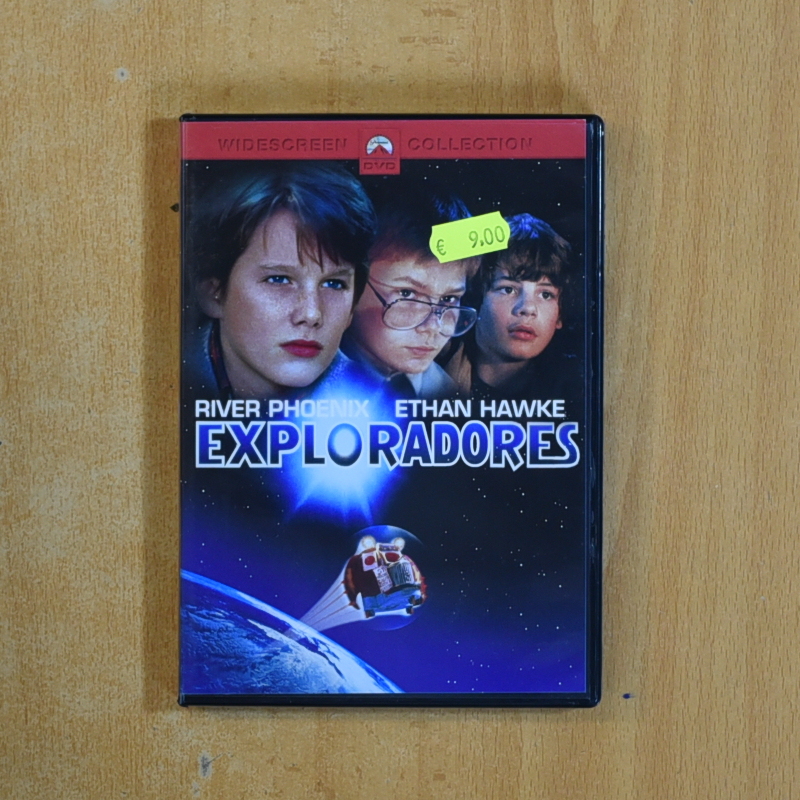 WIDESCREEN COLLECTION
DVD
€ 9.00
RIVER PHOENIX ETHAN HAWKE
EXPLORADORES